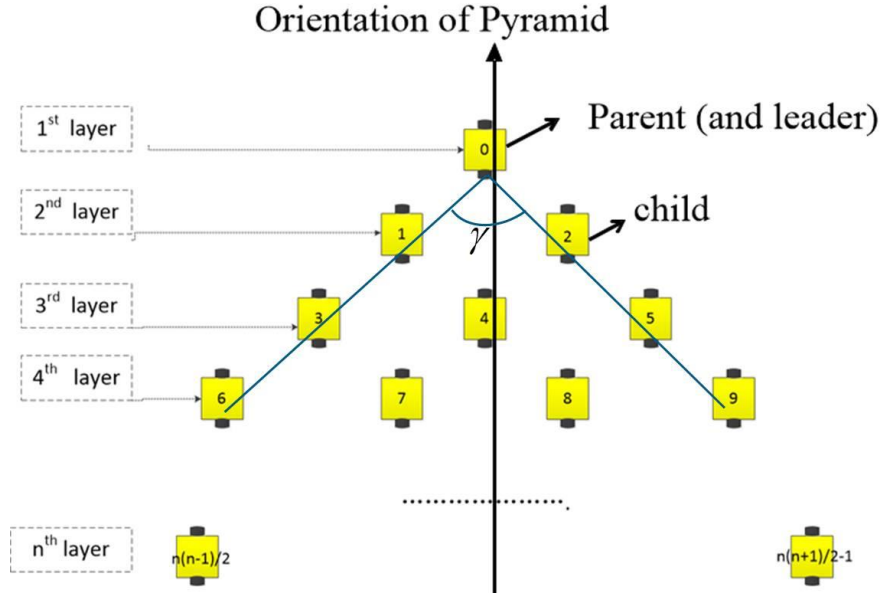 Orientation of Pyramid
1st layer
0
Parent (and leader)
2nd layer
1
γ
2
child
3rd layer
3
4
5
4th layer
6
7
8
9
nth layer
n(n-1)/2
n(n+1)/2-1